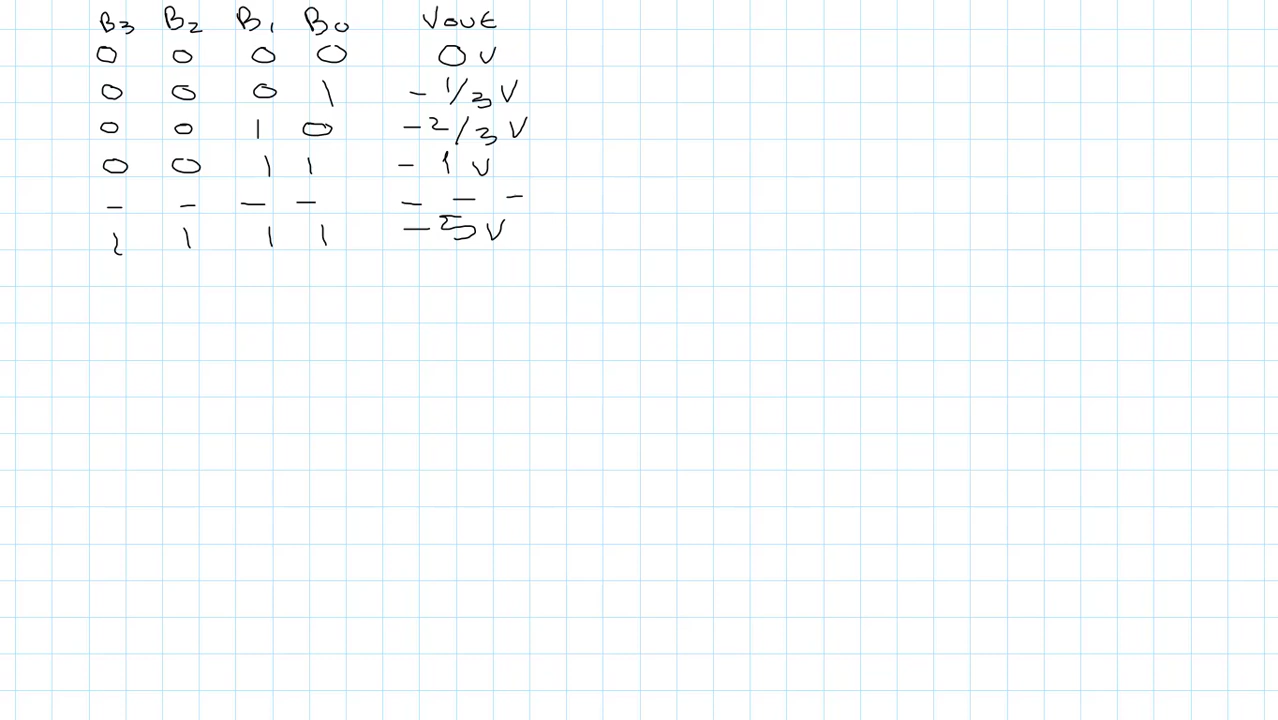 B3 B2 B1 B0 Vout
0 0 0 0 0 V
0 0 0 1 - 1/3 V
0 0 1 0 - 2/3 V
0 0 1 1 - 1 V
- - - - - - -
1 1 1 1 - 5 V